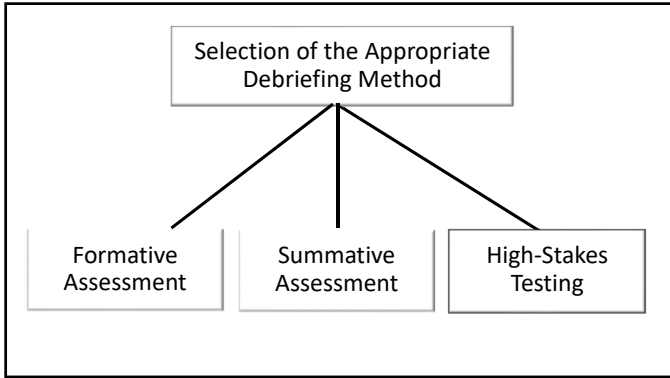 Selection of the Appropriate
Debriefing Method
Formative
Assessment
Summative
Assessment
High-Stakes
Testing